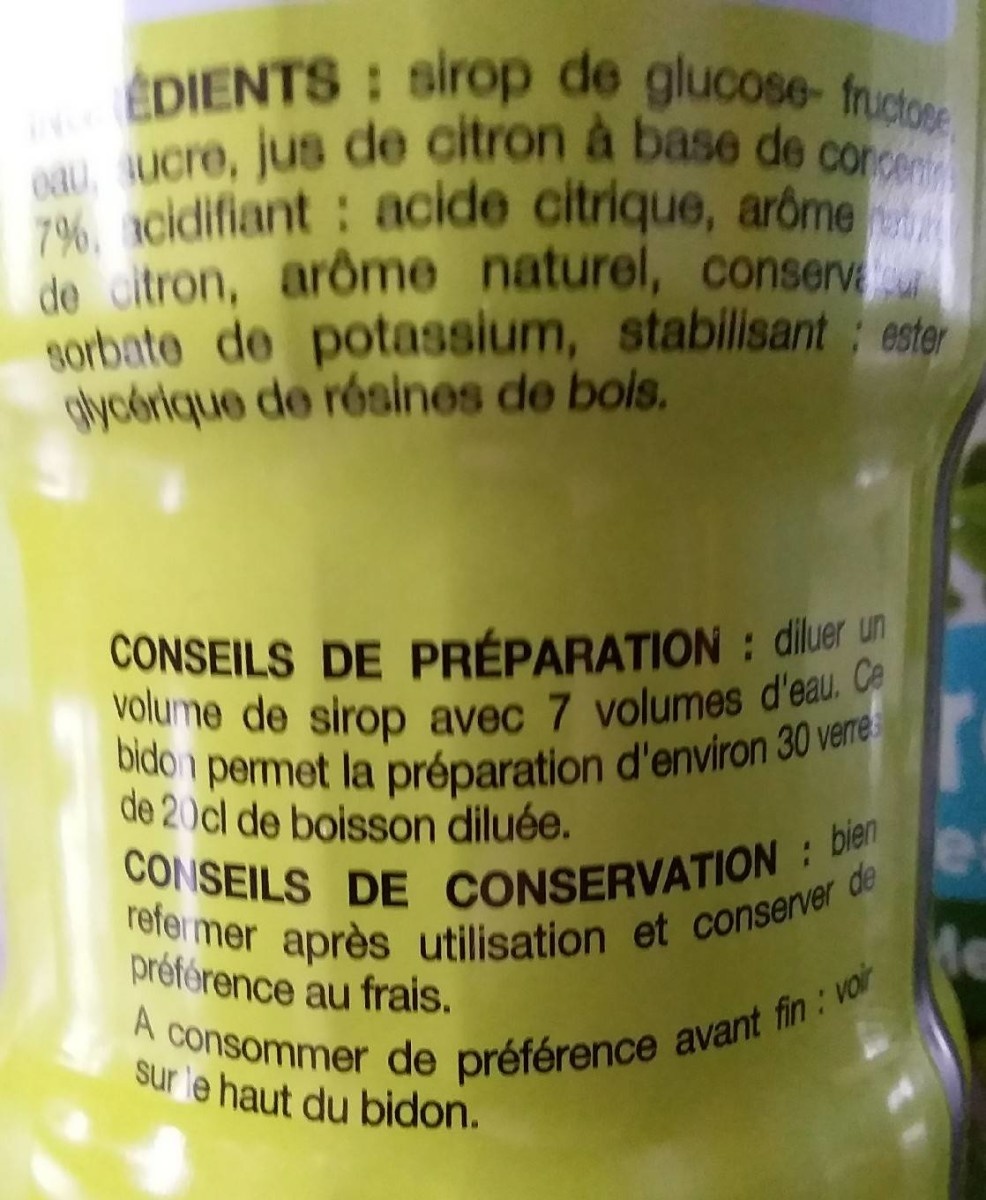 INGRÉDIENTS : sirop de glucose- fructose,
eau, sucre, jus de citron à base de concentré
7%, acidifiant : acide citrique, arôme naturel
de citron, arôme naturel, conservateur
sorbate de potassium, stabilisant : ester
glycérique de résines de bois.
CONSEILS DE PRÉPARATION : diluer un
volume de sirop avec 7 volumes d'eau. Ce
bidon permet la préparation d'environ 30 verres
de 20cl de boisson diluée.
CONSEILS DE CONSERVATION : bien
refermer après utilisation et conserver de
préférence au frais.
A consommer de préférence avant fin : voir
sur le haut du bidon.